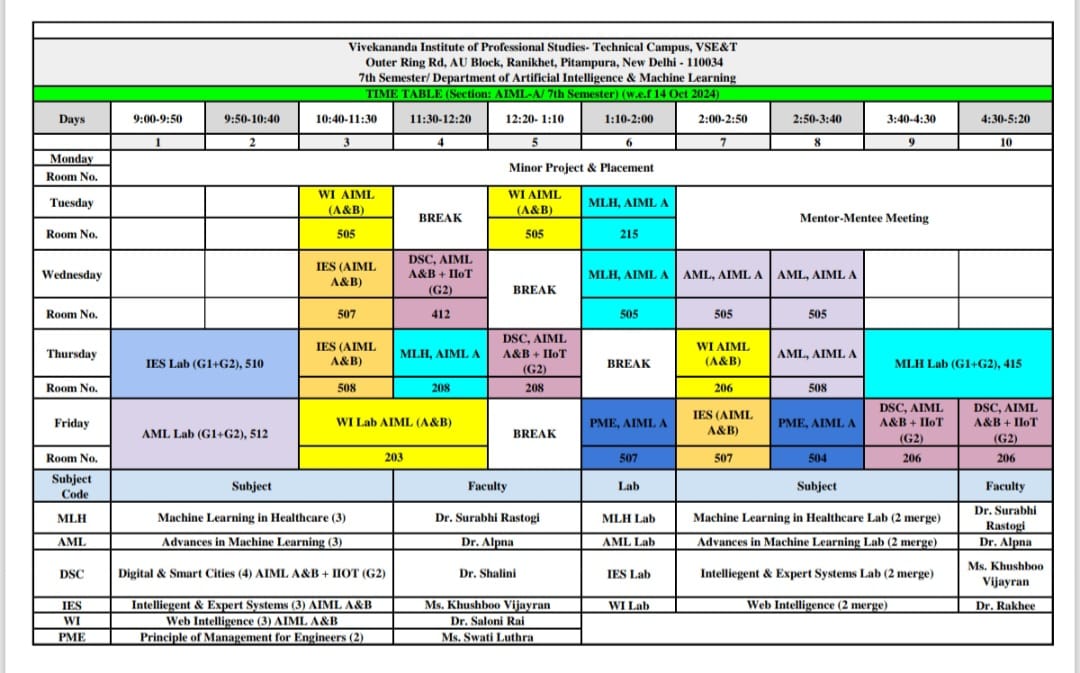 Vivekananda Institute of Professional Studies- Technical Campus, VSE&T
Outer Ring Rd, AU Block, Ranikhet, Pitampura, New Delhi - 110034
7th Semester/ Department of Artificial Intelligence & Machine Learning
TIME TABLE (Section: AIML-A/ 7th Semester) (w.e.f 14 Oct 2024)
Days 9:00-9:50 9:50-10:40 10:40-11:30 11:30-12:20 12:20- 1:10 1:10-2:00 2:00-2:50 2:50-3:40 3:40-4:30 4:30-5:20
1 2 3 4 5 6 7 8 9 10
Monday
Room No.
Minor Project & Placement
Tuesday
WI AIML
(A&B)
BREAK
WI AIML
(A&B)
MLH, AIML A
Mentor-Mentee Meeting
Room No. 505 505 215
Wednesday
IES (AIML
A&B)
DSC, AIML
A&B + IIoT
(G2)
BREAK
MLH, AIML A
AML, AIML A
AML, AIML A
Room No. 507 412 505 505 505
Thursday
IES Lab (G1+G2), 510
IES (AIML
A&B)
MLH, AIML A
DSC, AIML
A&B + IIoT
(G2)
BREAK
WI AIML
(A&B)
AML, AIML A
MLH Lab (G1+G2), 415
Room No. 508 208 208 206 508
Friday
AML Lab (G1+G2), 512
WI Lab AIML (A&B)
BREAK
PME, AIML A
IES (AIML
A&B)
PME, AIML A
DSC, AIML
A&B + IIoT
(G2)
DSC, AIML
A&B + IIoT
(G2)
Room No. 203 507 507 504 206 206
Subject
Code
Subject Faculty Lab Subject Faculty
MLH Machine Learning in Healthcare (3) Dr. Surabhi Rastogi MLH Lab Machine Learning in Healthcare Lab (2 merge) Dr. Surabhi
Rastogi
AML Advances in Machine Learning (3) Dr. Alpna AML Lab Advances in Machine Learning Lab (2 merge) Dr. Alpna
DSC Digital & Smart Cities (4) AIML A&B + IIOT (G2) Dr. Shalini IES Lab Intelliegent & Expert Systems Lab (2 merge) Ms. Khushboo
Vijayran
IES Intelliegent & Expert Systems (3) AIML A&B Ms. Khushboo Vijayran WI Lab Web Intelligence (2 merge) Dr. Rakhee
WI Web Intelligence (3) AIML A&B Dr. Saloni Rai
PME Principle of Management for Engineers (2) Ms. Swati Luthra